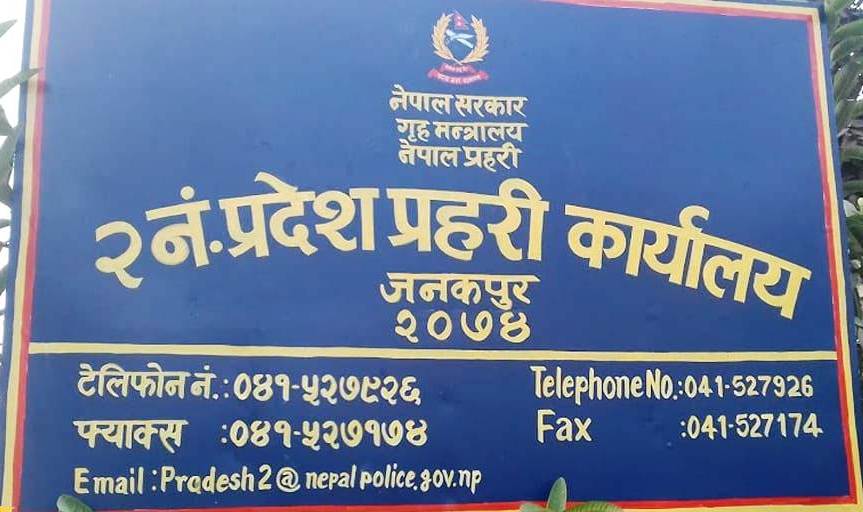 नेपाल सरकार
गृह मन्त्रालय
नेपाल प्रहरी
२ नं. प्रदेश प्रहरी कार्यालय
जनकपुर
२०७४
टेलिफोन नं.:०४१-५२७९२६
Telephone No.:041-527926
फ्याक्स :०४१-५२७१७४
Fax :041-527174
Email :Pradesh2@nepalpolice.gov.np